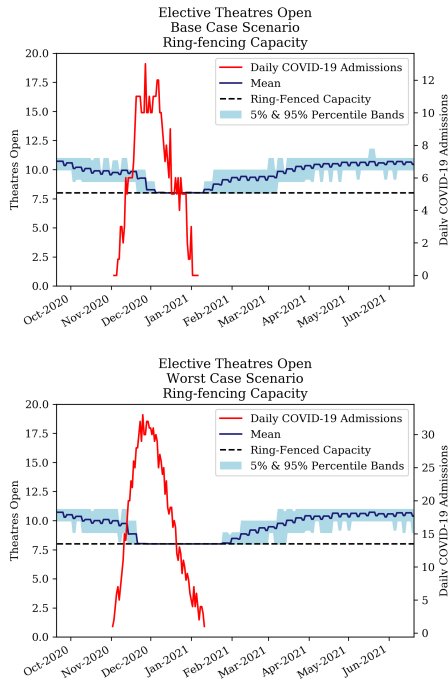 Elective Theatres Open
Base Case Scenario
Ring-fencing Capacity
20.0
17.5
15.0
12.5
10.0
7.5
5.0
2.5
0.0
Theatres Open
Daily COVID-19 Admissions
Mean
Ring-Fenced Capacity
5% & 95% Percentile Bands
12
10
8
6
4
2
0
Daily COVID-19 Admissions
Oct-2020
Nov-2020
Dec-2020
Jan-2021
Feb-2021
Mar-2021
Apr-2021
May-2021
Jun-2021
Elective Theatres Open
Worst Case Scenario
Ring-fencing Capacity
20.0
17.5
15.0
12.5
10.0
7.5
5.0
2.5
0.0
Theatres Open
Daily COVID-19 Admissions
Mean
Ring-Fenced Capacity
5% & 95% Percentile Bands
30
25
20
15
10
5
0
Daily COVID-19 Admissions
Oct-2020
Nov-2020
Dec-2020
Jan-2021
Feb-2021
Mar-2021
Apr-2021
May-2021
Jun-2021